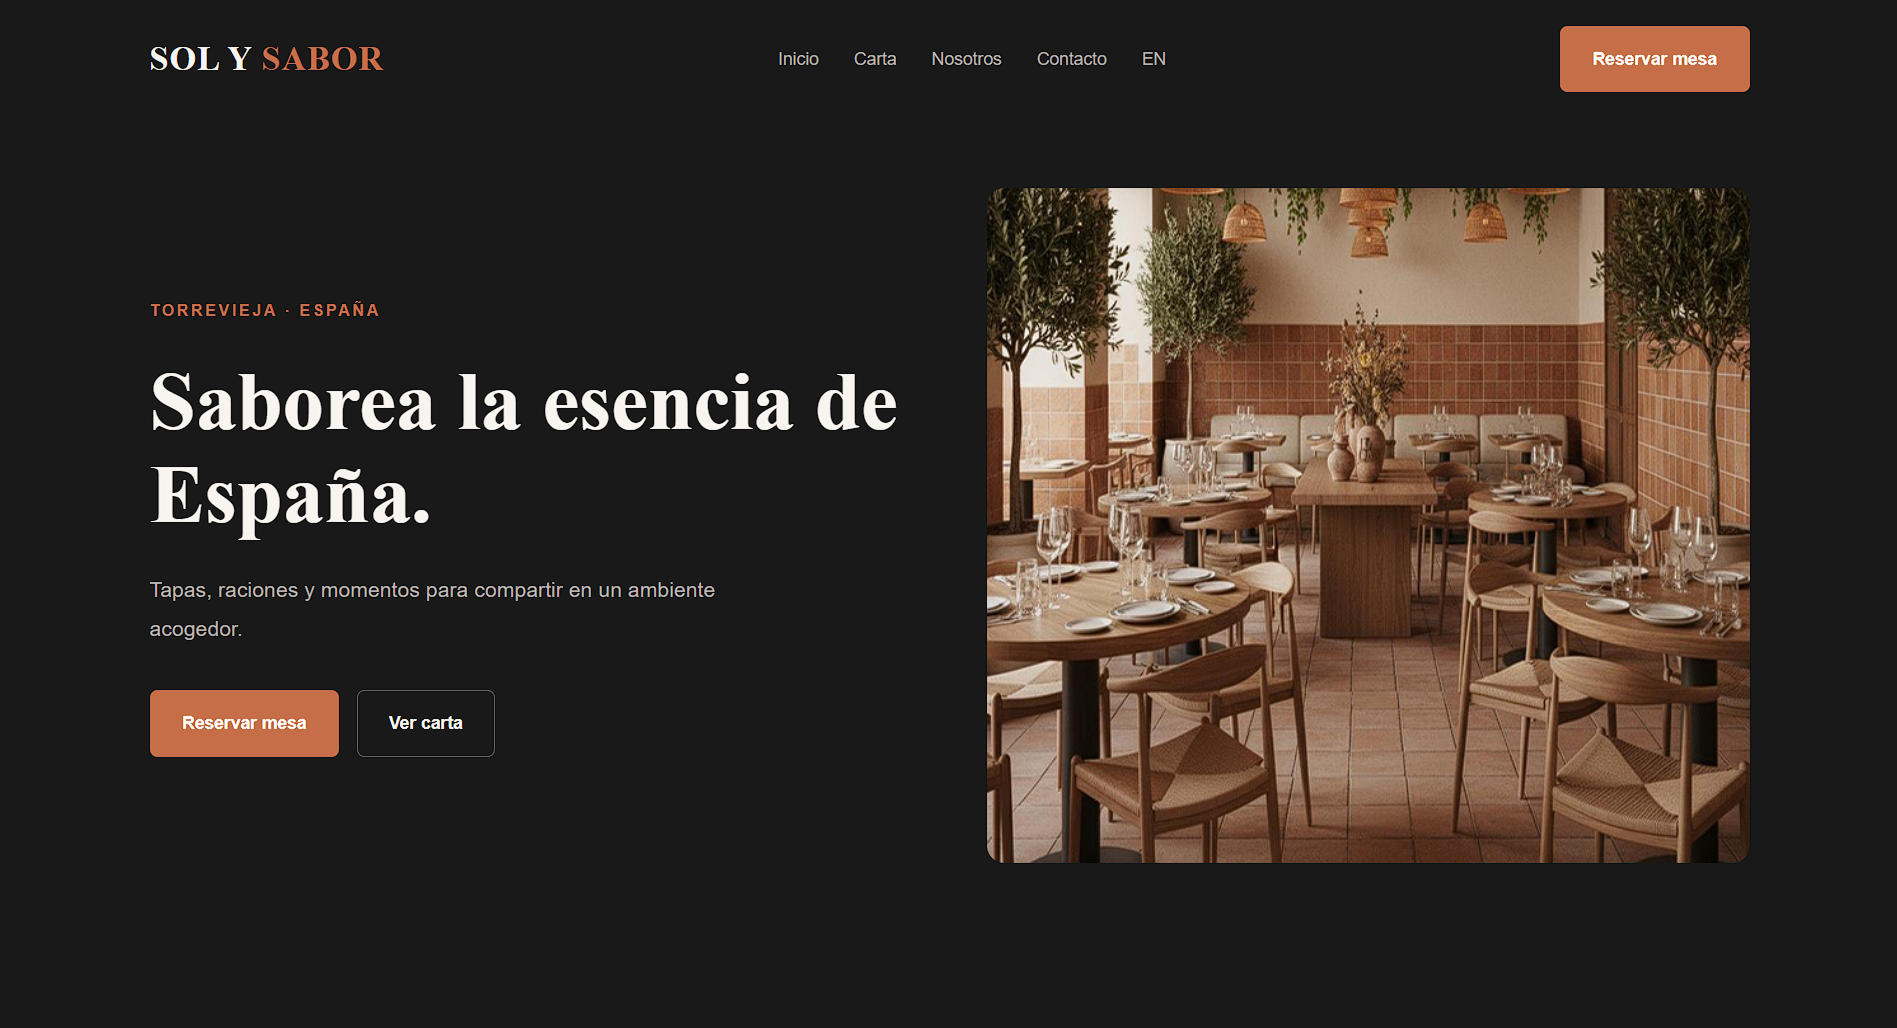 SOL Y SABOR
Inicio
Carta
Nosotros
Contacto
EN
Reservar mesa
TORREVIEJA · ESPAÑA
Saborea la esencia de
España.
Tapas, raciones y momentos para compartir en un ambiente
acogedor.
Reservar mesa
Ver carta